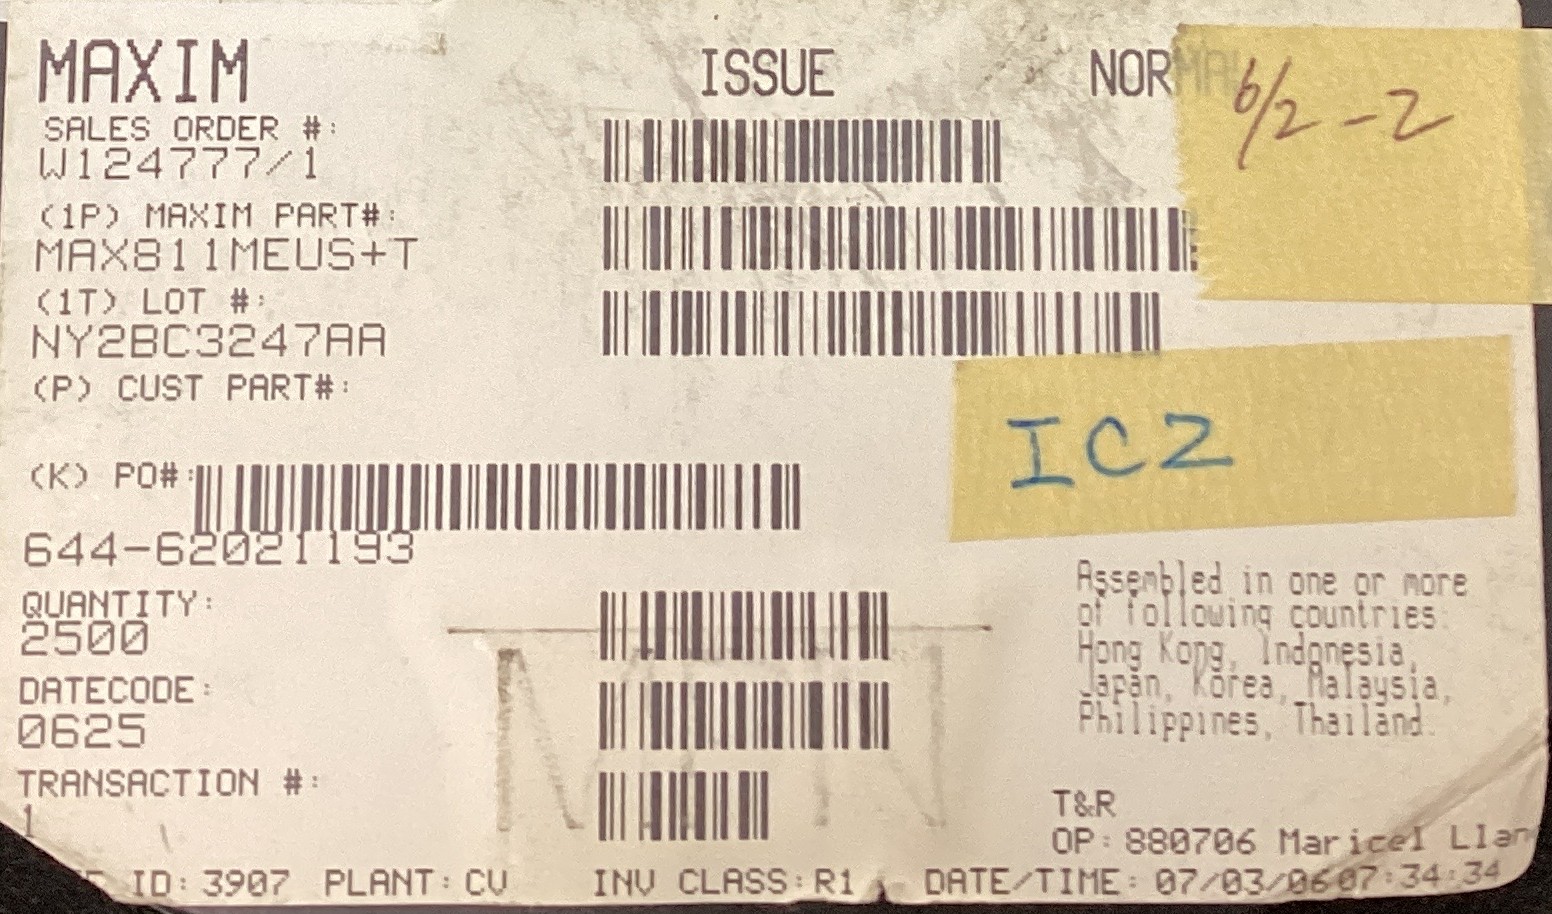 MAXIM ISSUE NORMAL
6/2-2
SALES ORDER #:
W124777/1
(1P) MAXIM PART#:
MAX811MEUS+T
(1T) LOT #:
NY2BC3247AA
(P) CUST PART#:
IC2
(K) PO#:
644-62021193
QUANTITY:
2500
DATECODE:
0625
TRANSACTION #:
1
Assembled in one or more
of following countries:
Hong Kong, Indonesia,
Japan, Korea, Malaysia,
Philippines, Thailand.
T&R
OP: 880706 Maricel
ID: 3907 PLANT: CV INV CLASS: R1 DATE/TIME: 07/03/06 07:34:34